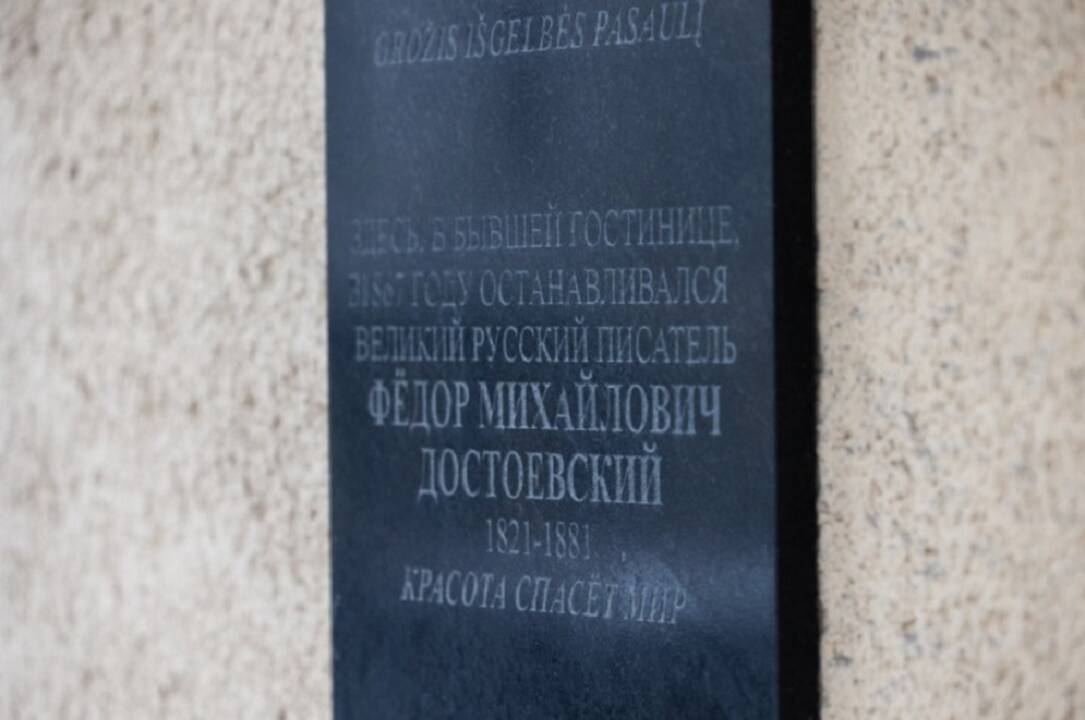 GROŽIS IŠGELBĖS PASAULĮ
ЗДЕСЬ, В БЫВШЕЙ ГОСТИНИЦЕ,
В 1867 ГОДУ ОСТАНАВЛИВАЛСЯ
ВЕЛИКИЙ РУССКИЙ ПИСАТЕЛЬ
ФЁДОР МИХАЙЛОВИЧ
ДОСТОЕВСКИЙ
1821-1881
КРАСОТА СПАСЁТ МИР